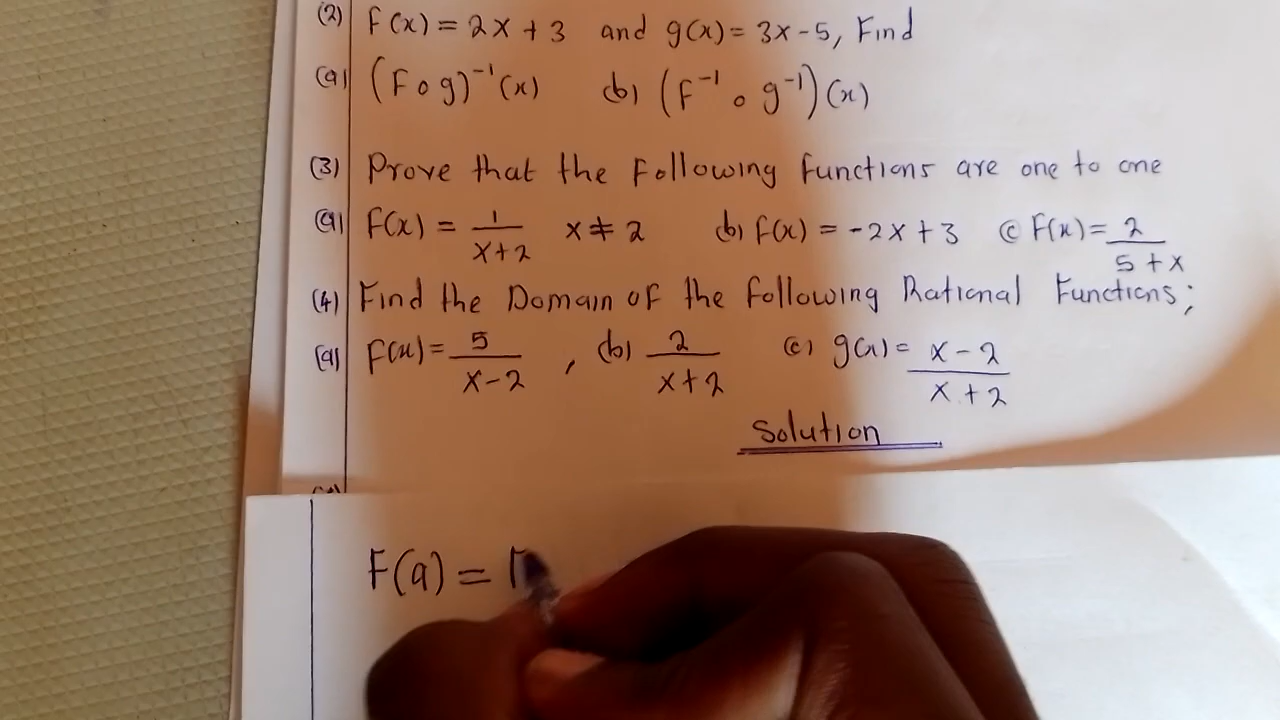 (2) F(x) = 2x + 3 and g(x) = 3x - 5, Find
(a) (F o g)⁻¹(x) (b) (F⁻¹ o g⁻¹)(x)
(3) Prove that the Following functions are one to one
(a) F(x) = 1/(x+2) x ≠ 2 (b) f(x) = -2x + 3 (c) F(x) = 2/(5 + x)
(4) Find the Domain of the following Rational Functions;
(a) F(x) = 5/(x-2) , (b) 2/(x+2) (c) g(x) = (x-2)/(x+2)
Solution
F(a) =